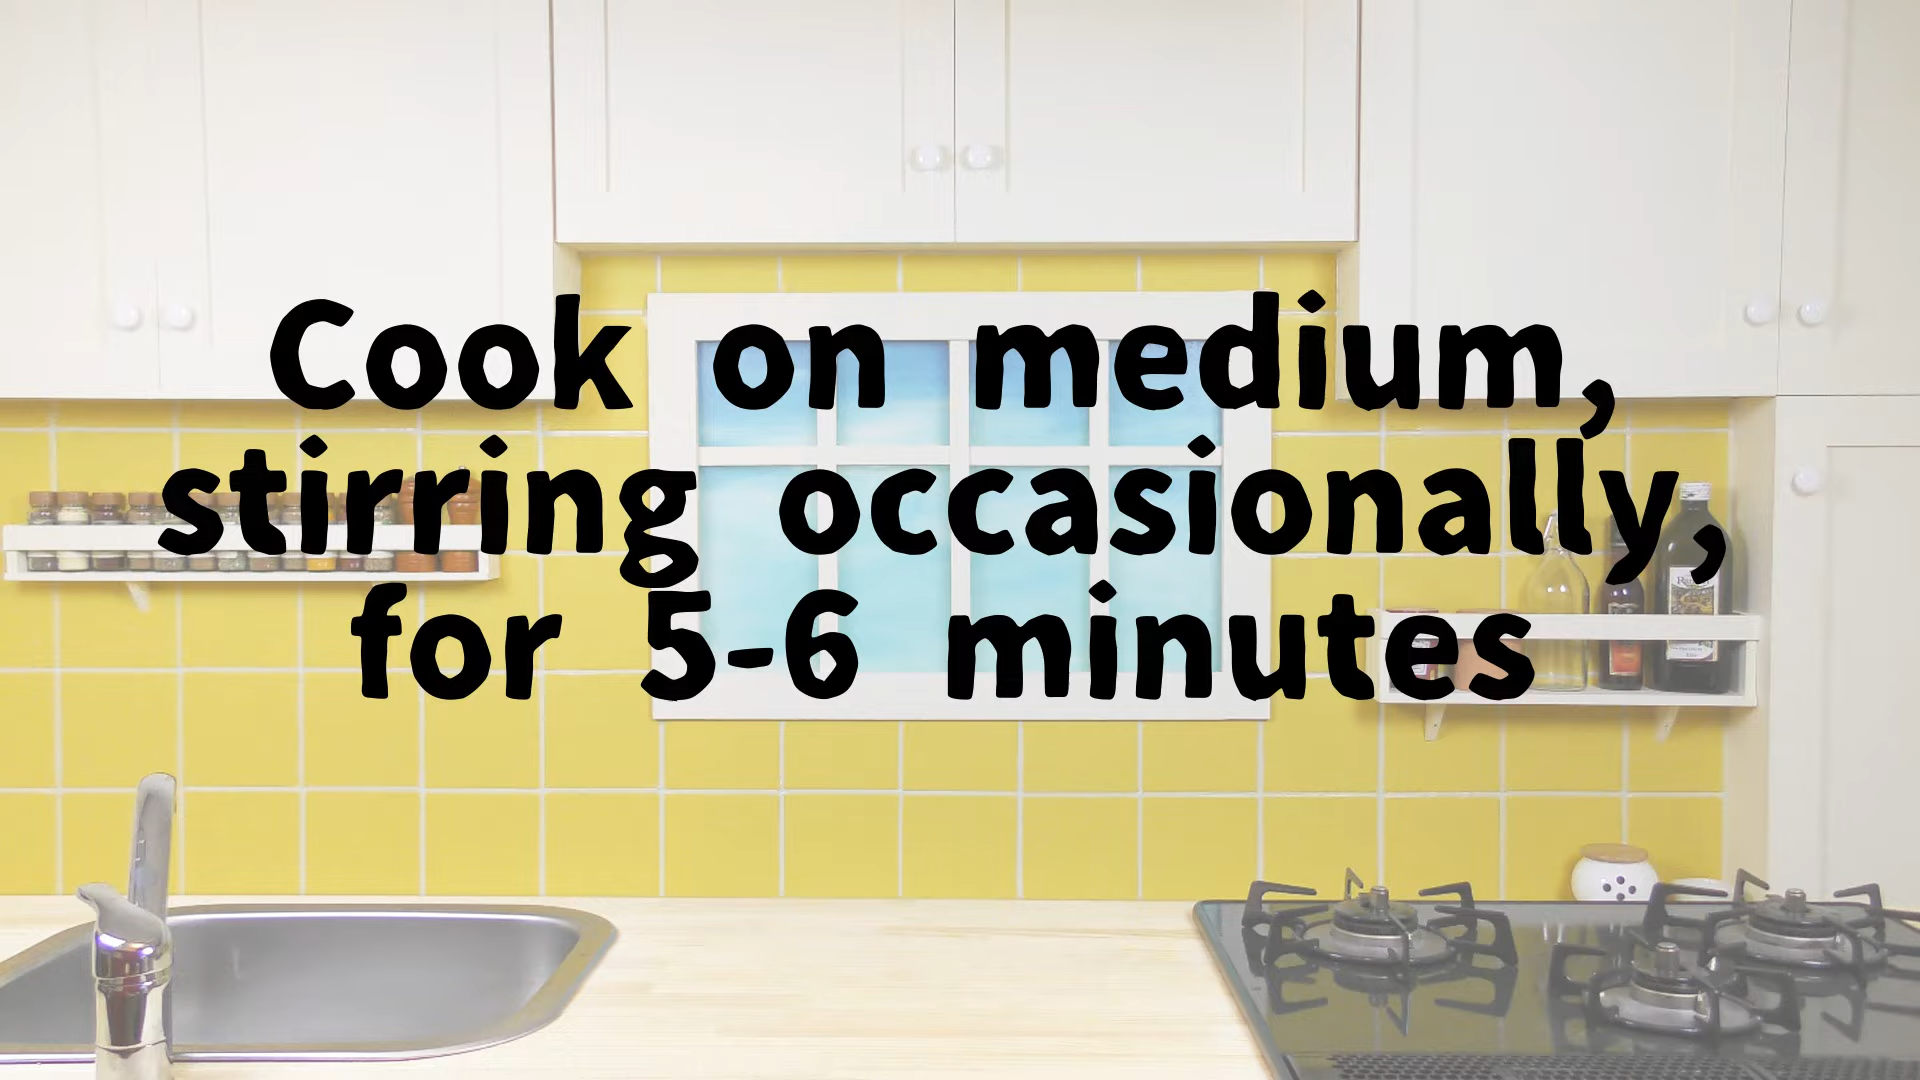 Cook on medium,
stirring occasionally,
for 5-6 minutes